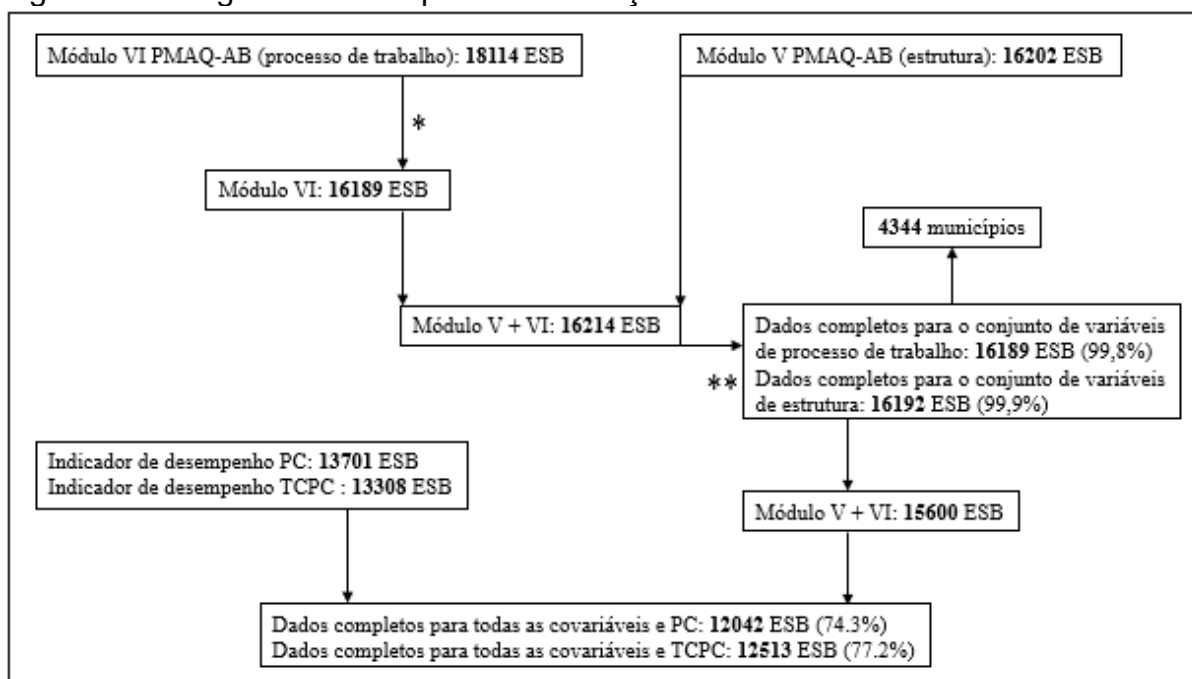 Módulo VI PMAQ-AB (processo de trabalho): 18114 ESB
Módulo V PMAQ-AB (estrutura): 16202 ESB
*
Módulo VI: 16189 ESB
4344 municípios
Módulo V + VI: 16214 ESB
Dados completos para o conjunto de variáveis
de processo de trabalho: 16189 ESB (99,8%)
** Dados completos para o conjunto de variáveis
de estrutura: 16192 ESB (99,9%)
Indicador de desempenho PC: 13701 ESB
Indicador de desempenho TCPC : 13308 ESB
Módulo V + VI: 15600 ESB
Dados completos para todas as covariáveis e PC: 12042 ESB (74.3%)
Dados completos para todas as covariáveis e TCPC: 12513 ESB (77.2%)